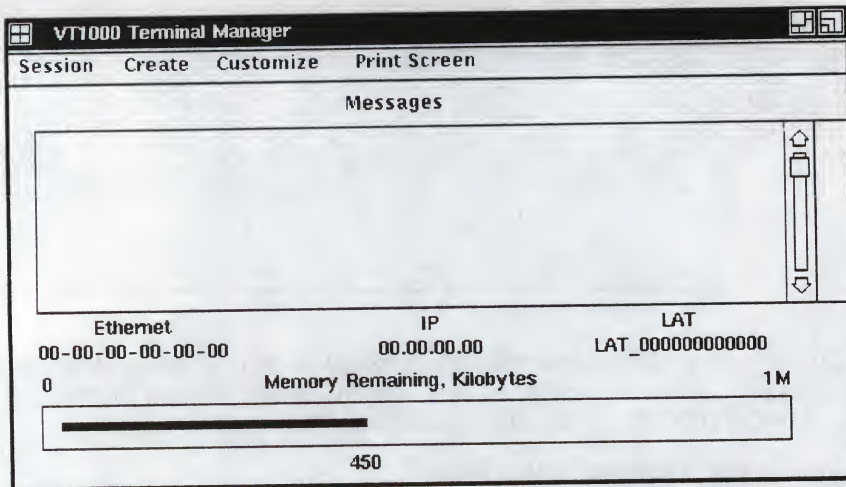 VT1000 Terminal Manager
Session Create Customize Print Screen
Messages
Ethernet IP LAT
00-00-00-00-00-00 00.00.00.00 LAT_000000000000
0 Memory Remaining, Kilobytes 1M
450